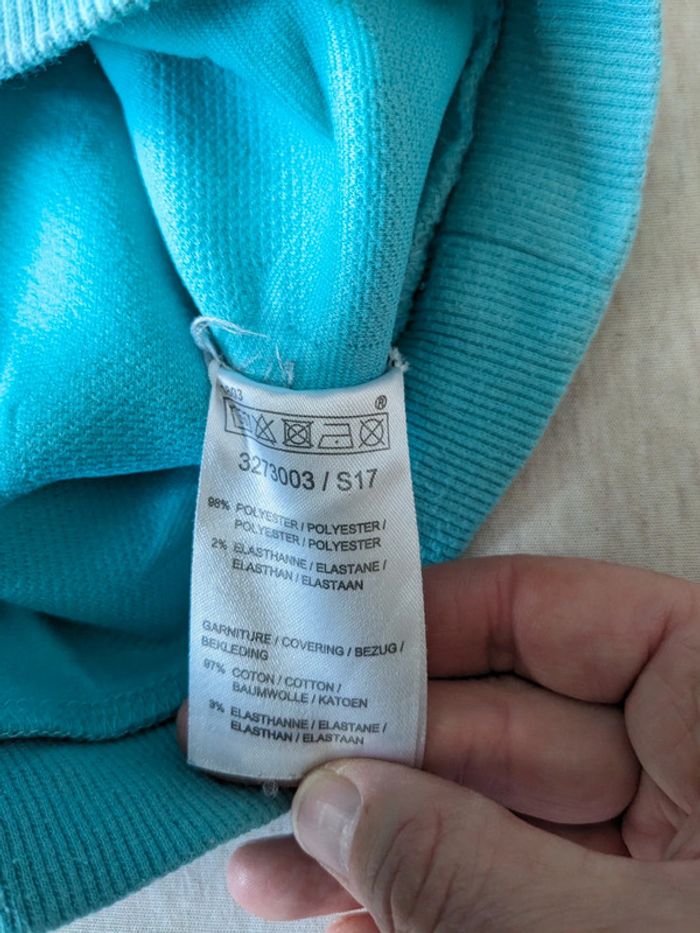 ®
3273003 / S17
98% POLYESTER / POLYESTER /
POLYESTER / POLYESTER
2% ELASTHANNE / ELASTANE /
ELASTHAN / ELASTAAN
GARNITURE / COVERING / BEZUG /
BEKLEDING
97% COTON / COTTON /
BAUMWOLLE / KATOEN
3% ELASTHANNE / ELASTANE /
ELASTHAN / ELASTAAN